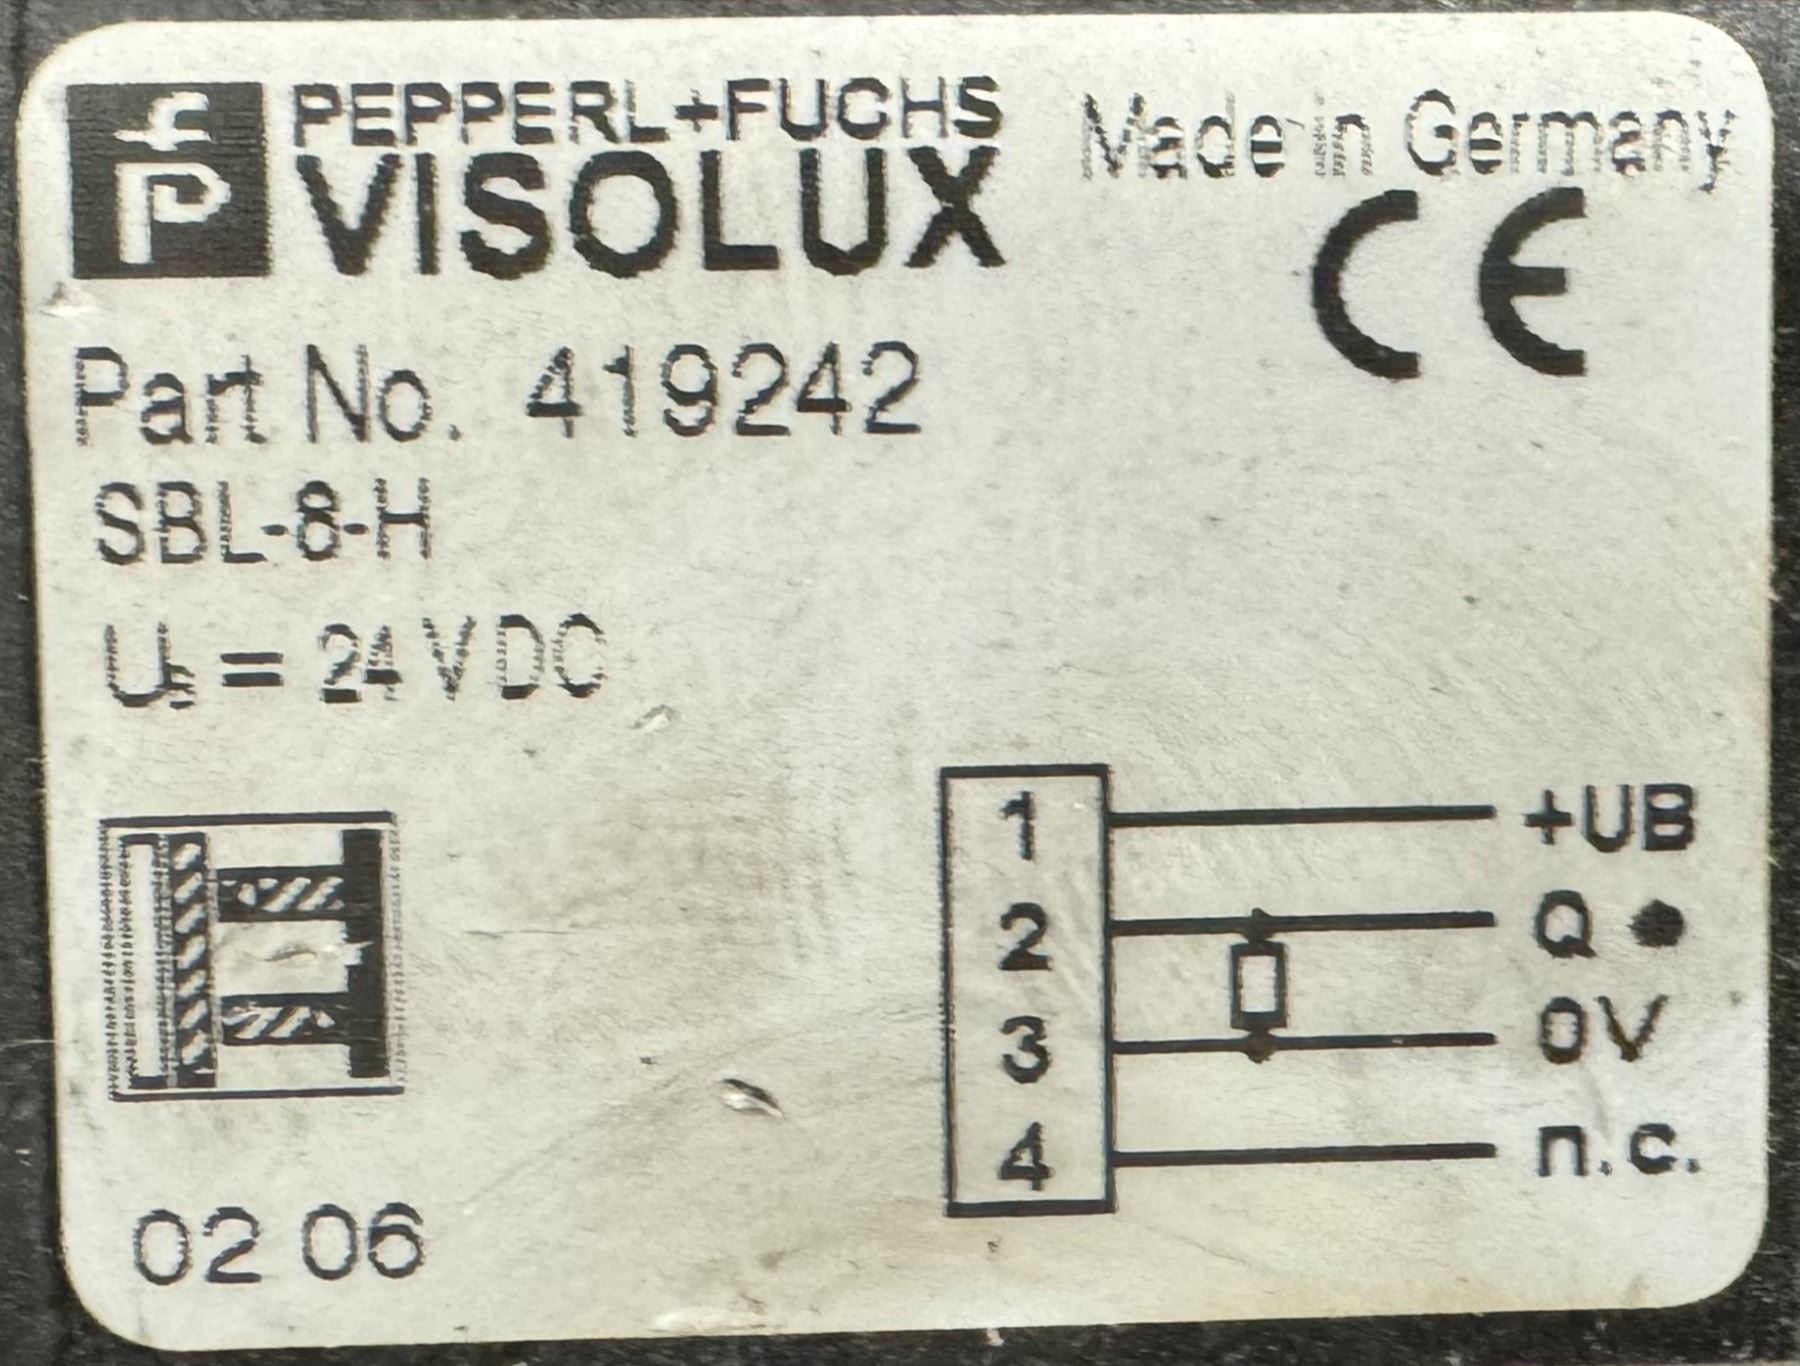 PEPPERL+FUCHS
VISOLUX
Made in Germany
CE
Part No. 419242
SBL-8-H
= 24 VDC
1 +UB
2 Q ●
3 0V
4 n.c.
02 06